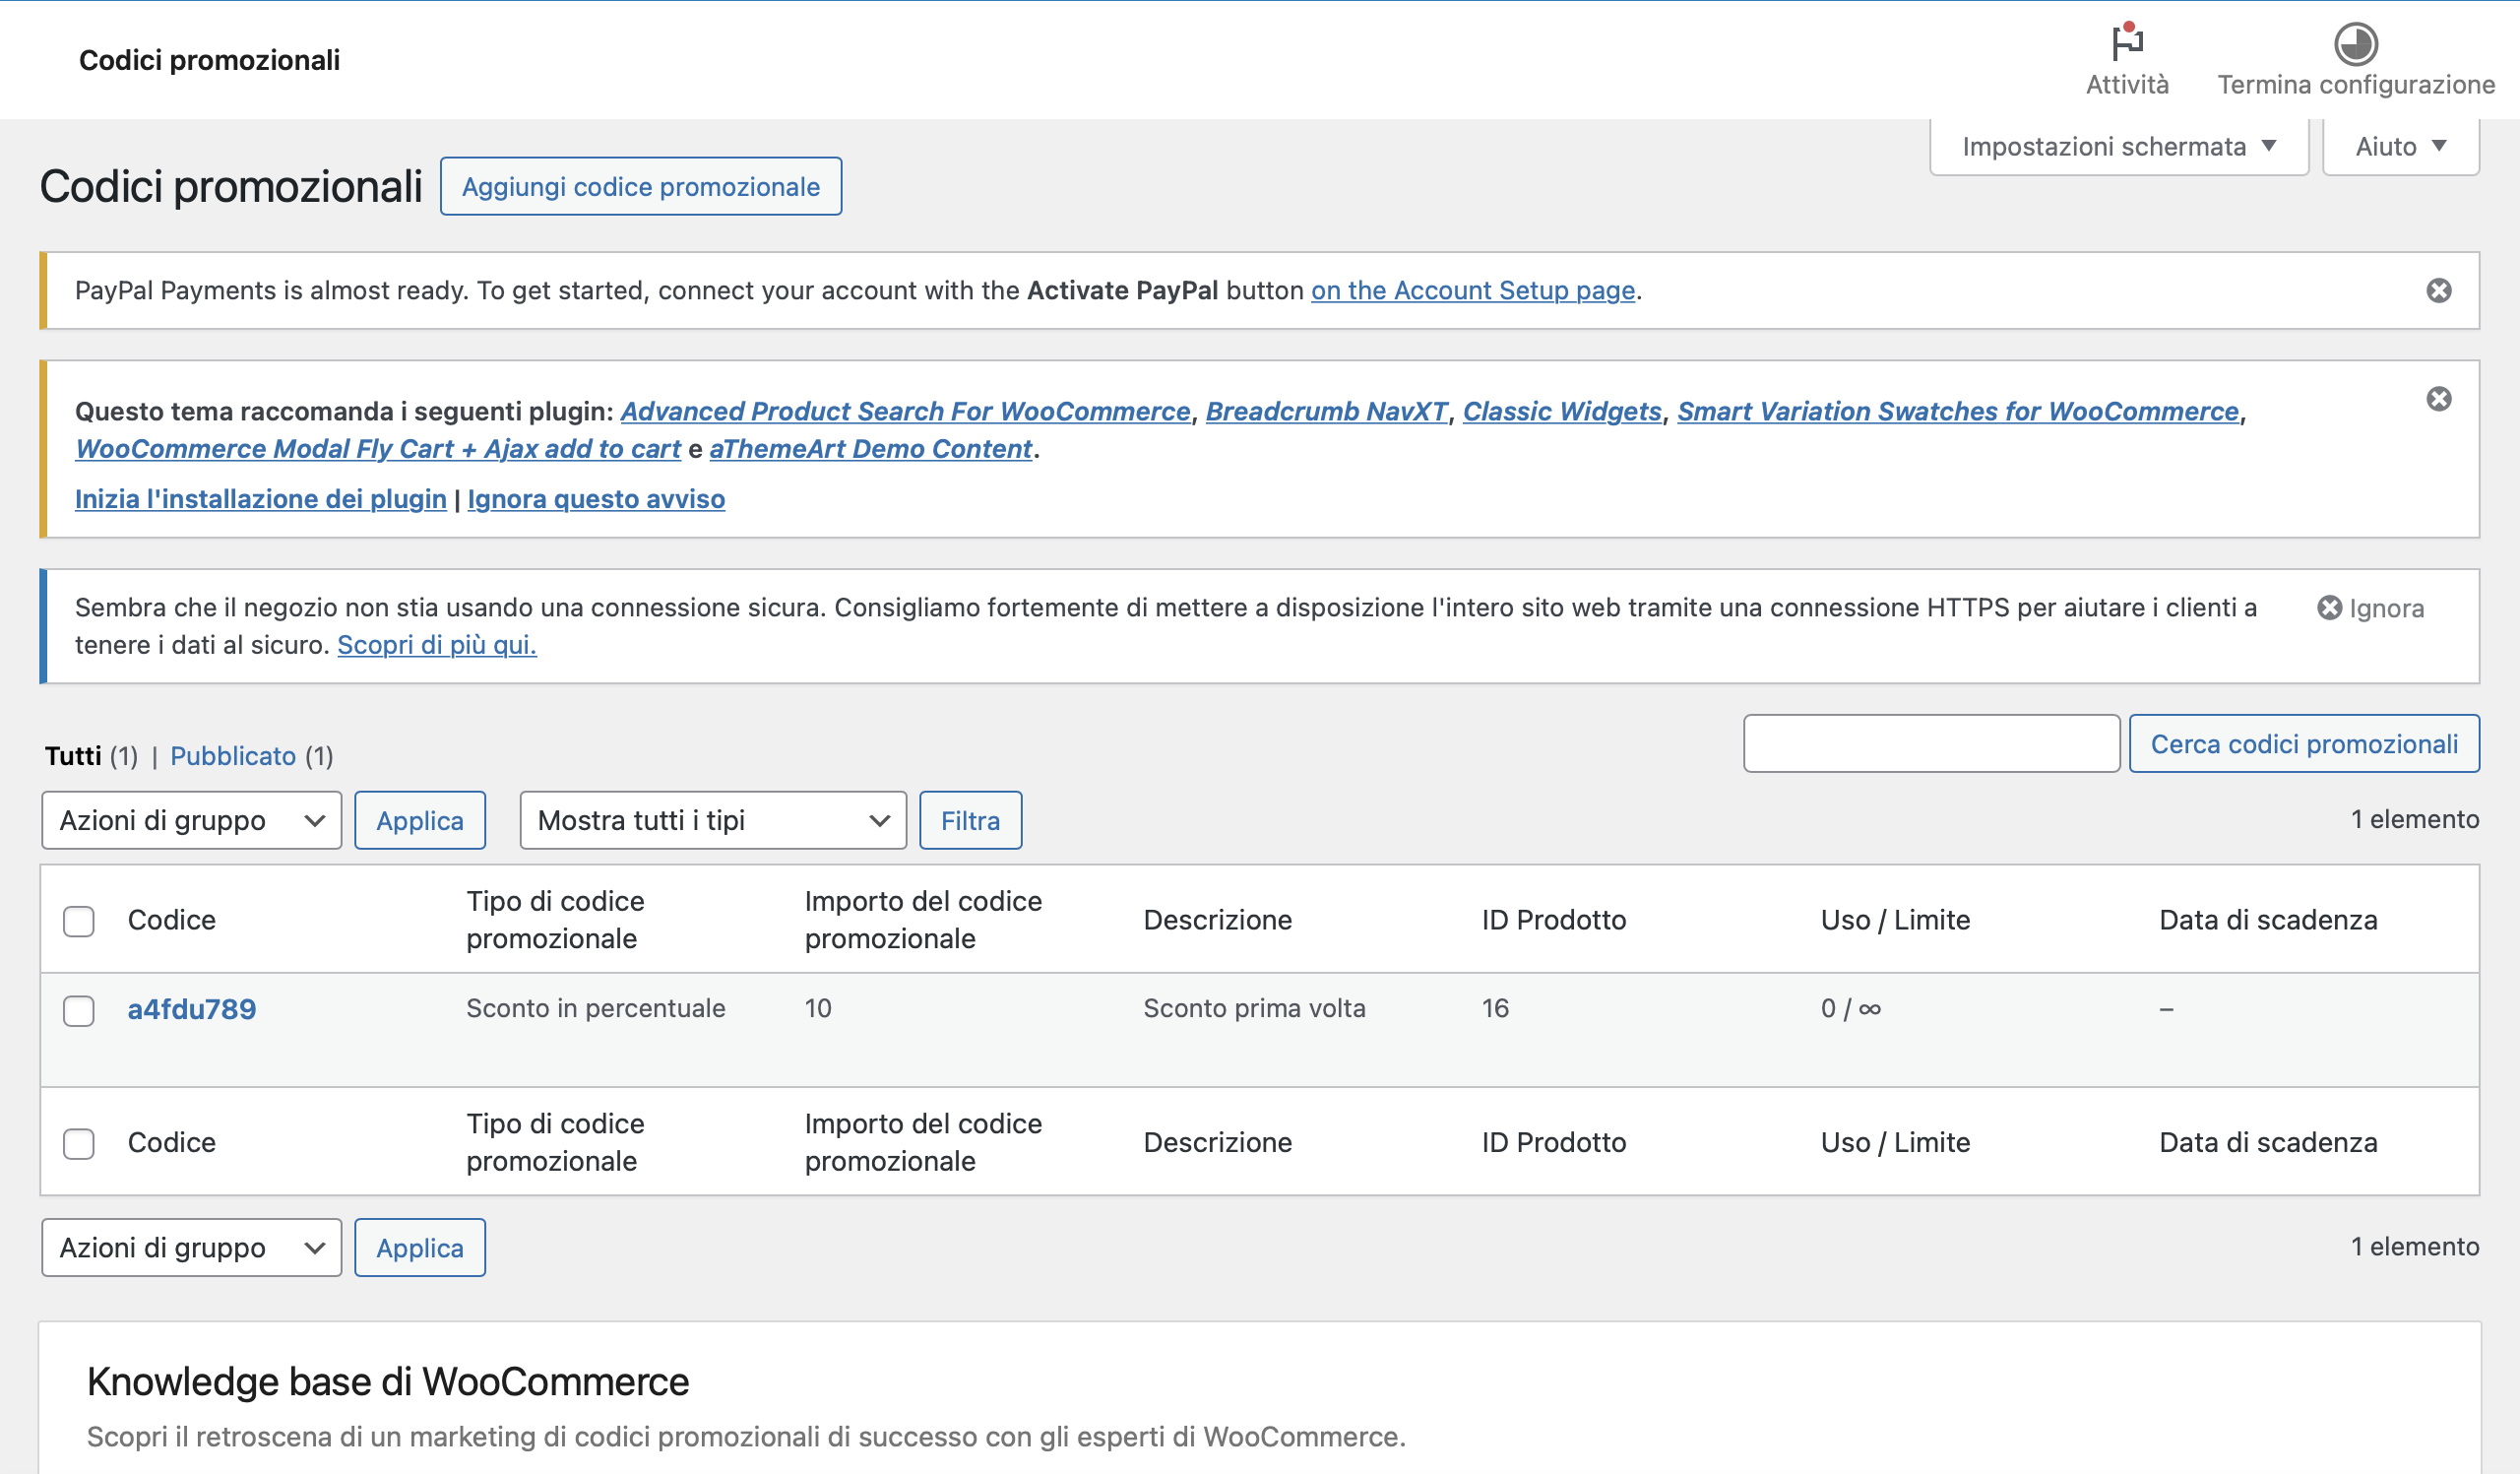 Codici promozionali
Attività
Termina configurazione
Impostazioni schermata
Aiuto
Codici promozionali
Aggiungi codice promozionale
PayPal Payments is almost ready. To get started, connect your account with the Activate PayPal button on the Account Setup page.
Questo tema raccomanda i seguenti plugin: Advanced Product Search For WooCommerce, Breadcrumb NavXT, Classic Widgets, Smart Variation Swatches for WooCommerce,
WooCommerce Modal Fly Cart + Ajax add to cart e aThemeArt Demo Content.
Inizia l'installazione dei plugin | Ignora questo avviso
Sembra che il negozio non stia usando una connessione sicura. Consigliamo fortemente di mettere a disposizione l'intero sito web tramite una connessione HTTPS per aiutare i clienti a
tenere i dati al sicuro. Scopri di più qui.
Ignora
Tutti (1) | Pubblicato (1)
Cerca codici promozionali
Azioni di gruppo
Applica
Mostra tutti i tipi
Filtra
1 elemento
Codice
Tipo di codice
promozionale
Importo del codice
promozionale
Descrizione
ID Prodotto
Uso / Limite
Data di scadenza
a4fdu789
Sconto in percentuale
10
Sconto prima volta
16
0 / ∞
–
Codice
Tipo di codice
promozionale
Importo del codice
promozionale
Descrizione
ID Prodotto
Uso / Limite
Data di scadenza
Azioni di gruppo
Applica
1 elemento
Knowledge base di WooCommerce
Scopri il retroscena di un marketing di codici promozionali di successo con gli esperti di WooCommerce.